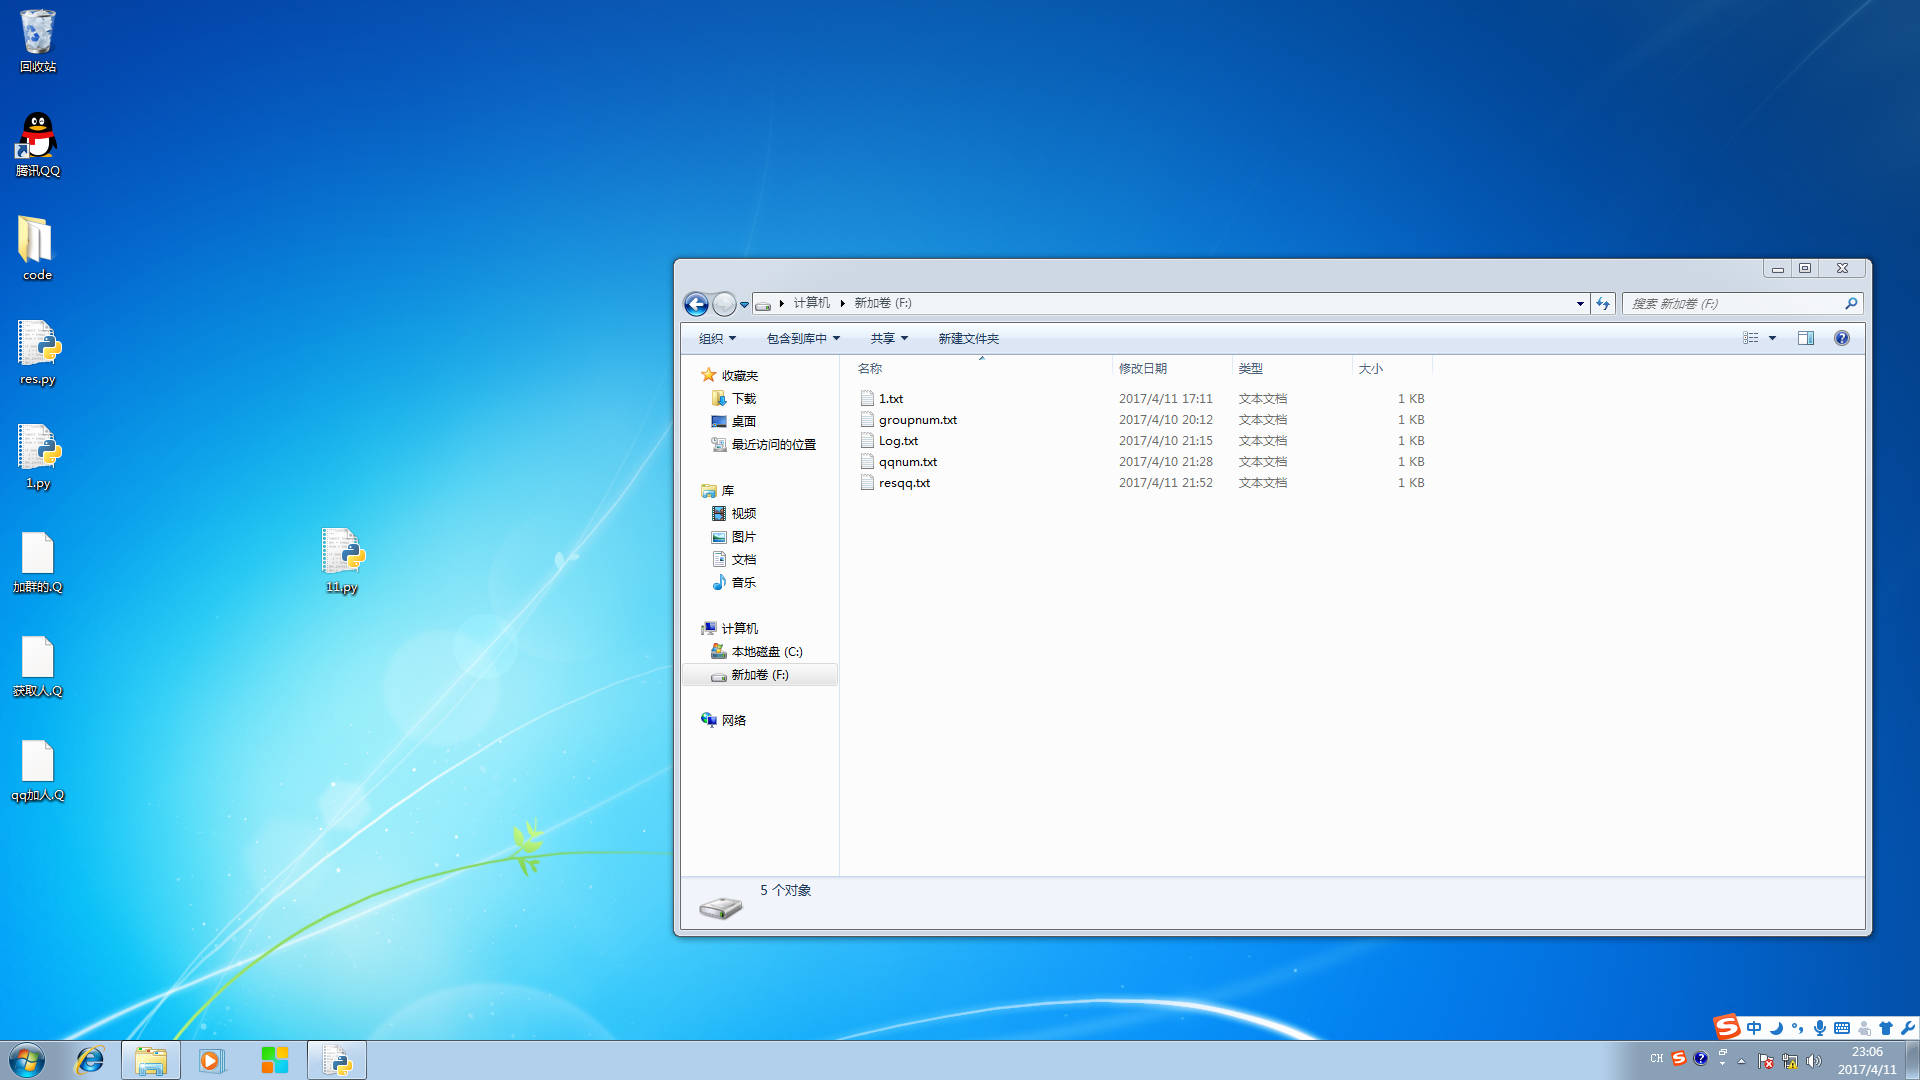 回收站
腾讯QQ
code
res.py
1.py
加群的.Q
获取人.Q
qq加人.Q
11.py
计算机 新加卷 (F:)
搜索 新加卷 (F:)
组织 包含到库中 共享 新建文件夹
名称 修改日期 类型 大小
1.txt 2017/4/11 17:11 文本文档 1 KB
groupnum.txt 2017/4/10 20:12 文本文档 1 KB
Log.txt 2017/4/10 21:15 文本文档 1 KB
qqnum.txt 2017/4/10 21:28 文本文档 1 KB
resqq.txt 2017/4/11 21:52 文本文档 1 KB
收藏夹
下载
桌面
最近访问的位置
库
视频
图片
文档
音乐
计算机
本地磁盘 (C:)
新加卷 (F:)
网络
5 个对象
S 中
CH S
23:06
2017/4/11